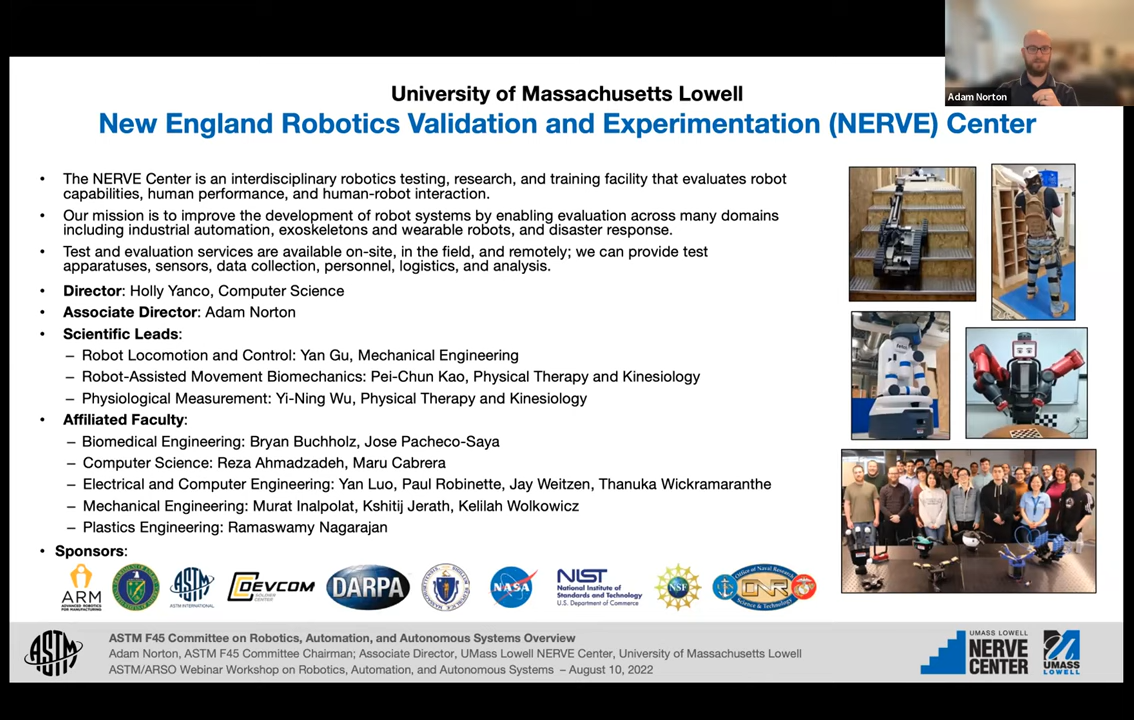 Adam Norton
University of Massachusetts Lowell
New England Robotics Validation and Experimentation (NERVE) Center
• The NERVE Center is an interdisciplinary robotics testing, research, and training facility that evaluates robot
capabilities, human performance, and human-robot interaction.
• Our mission is to improve the development of robot systems by enabling evaluation across many domains
including industrial automation, exoskeletons and wearable robots, and disaster response.
• Test and evaluation services are available on-site, in the field, and remotely; we can provide test
apparatuses, sensors, data collection, personnel, logistics, and analysis.
• Director: Holly Yanco, Computer Science
• Associate Director: Adam Norton
• Scientific Leads:
– Robot Locomotion and Control: Yan Gu, Mechanical Engineering
– Robot-Assisted Movement Biomechanics: Pei-Chun Kao, Physical Therapy and Kinesiology
– Physiological Measurement: Yi-Ning Wu, Physical Therapy and Kinesiology
• Affiliated Faculty:
– Biomedical Engineering: Bryan Buchholz, Jose Pacheco-Saya
– Computer Science: Reza Ahmadzadeh, Maru Cabrera
– Electrical and Computer Engineering: Yan Luo, Paul Robinette, Jay Weitzen, Thanuka Wickramaranthe
– Mechanical Engineering: Murat Inalpolat, Kshitij Jerath, Kelilah Wolkowicz
– Plastics Engineering: Ramaswamy Nagarajan
• Sponsors:
ARM
ADVANCED ROBOTICS
FOR MANUFACTURING
ASTM INTERNATIONAL
DEVCOM
SOLDIER
CENTER
DARPA
NASA
NIST
National Institute of
Standards and Technology
U.S. Department of Commerce
NSF
Office of Naval Research
ONR
Science & Technology
ASTM
ASTM F45 Committee on Robotics, Automation, and Autonomous Systems Overview
Adam Norton, ASTM F45 Committee Chairman; Associate Director, UMass Lowell NERVE Center, University of Massachusetts Lowell
ASTM/ARSO Webinar Workshop on Robotics, Automation, and Autonomous Systems – August 10, 2022
UMASS LOWELL
NERVE
CENTER
UMASS
LOWELL